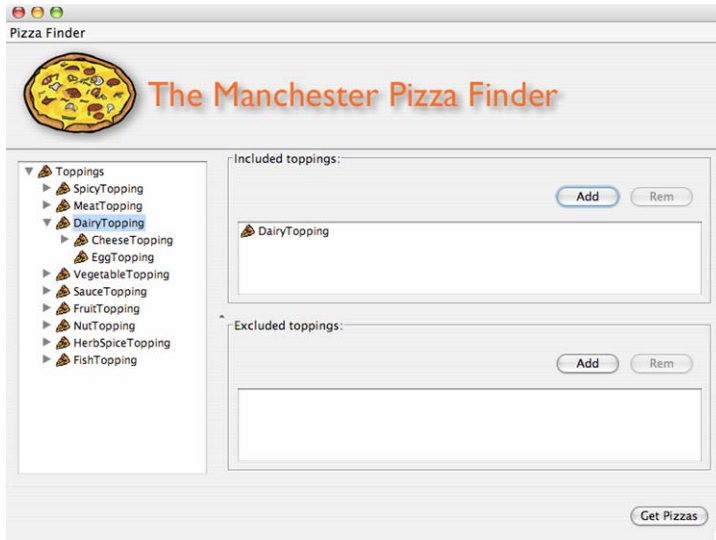 Pizza Finder
The Manchester Pizza Finder
Toppings
SpicyTopping
MeatTopping
DairyTopping
CheeseTopping
EggTopping
VegetableTopping
SauceTopping
FruitTopping
NutTopping
HerbSpiceTopping
FishTopping
Included toppings:
Add Rem
DairyTopping
Excluded toppings:
Add Rem
Get Pizzas